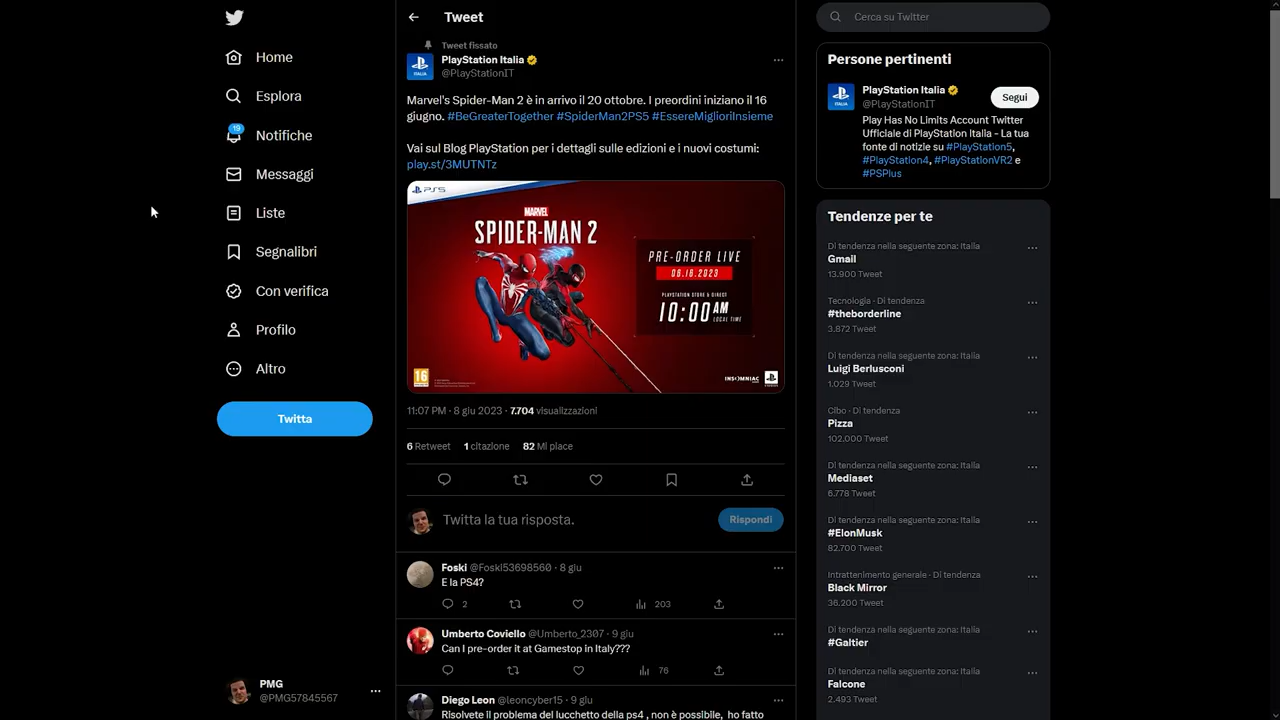 Home
Esplora
19
Notifiche
Messaggi
Liste
Segnalibri
Con verifica
Profilo
Altro
Twitta
PMG
@PMG57845567
Tweet
Tweet fissato
PlayStation Italia
@PlayStationIT
Marvel's Spider-Man 2 è in arrivo il 20 ottobre. I preordini iniziano il 16
giugno. #BeGreaterTogether #SpiderMan2PS5 #EssereMiglioriInsieme
Vai sul Blog PlayStation per i dettagli sulle edizioni e i nuovi costumi:
play.st/3MUTNTz
PS5
MARVEL
SPIDER-MAN 2
PRE-ORDER LIVE
06.16.2023
PLAYSTATION STORE & DIRECT
10:00 AM
LOCAL TIME
16
INSOMNIAC
11:07 PM · 8 giu 2023 · 7.704 visualizzazioni
6 Retweet 1 citazione 82 Mi piace
Twitta la tua risposta.
Rispondi
Foski @Foski53698560 · 8 giu
E la PS4?
2 203
Umberto Coviello @Umberto_2307 · 9 giu
Can I pre-order it at Gamestop in Italy???
76
Diego Leon @leoncyber15 · 9 giu
Risolvete il problema del lucchetto della ps4 , non è possibile, ho fatto
Cerca su Twitter
Persone pertinenti
PlayStation Italia
@PlayStationIT
Segui
Play Has No Limits Account Twitter
Ufficiale di PlayStation Italia - La tua
fonte di notizie su #PlayStation5,
#PlayStation4, #PlayStationVR2 e
#PSPlus
Tendenze per te
Di tendenza nella seguente zona: Italia
Gmail
13.900 Tweet
Tecnologia · Di tendenza
#theborderline
3.872 Tweet
Di tendenza nella seguente zona: Italia
Luigi Berlusconi
1.029 Tweet
Cibo · Di tendenza
Pizza
102.000 Tweet
Di tendenza nella seguente zona: Italia
Mediaset
6.778 Tweet
Di tendenza nella seguente zona: Italia
#ElonMusk
82.700 Tweet
Intrattenimento generale · Di tendenza
Black Mirror
36.200 Tweet
Di tendenza nella seguente zona: Italia
#Galtier
Di tendenza nella seguente zona: Italia
Falcone
2.493 Tweet